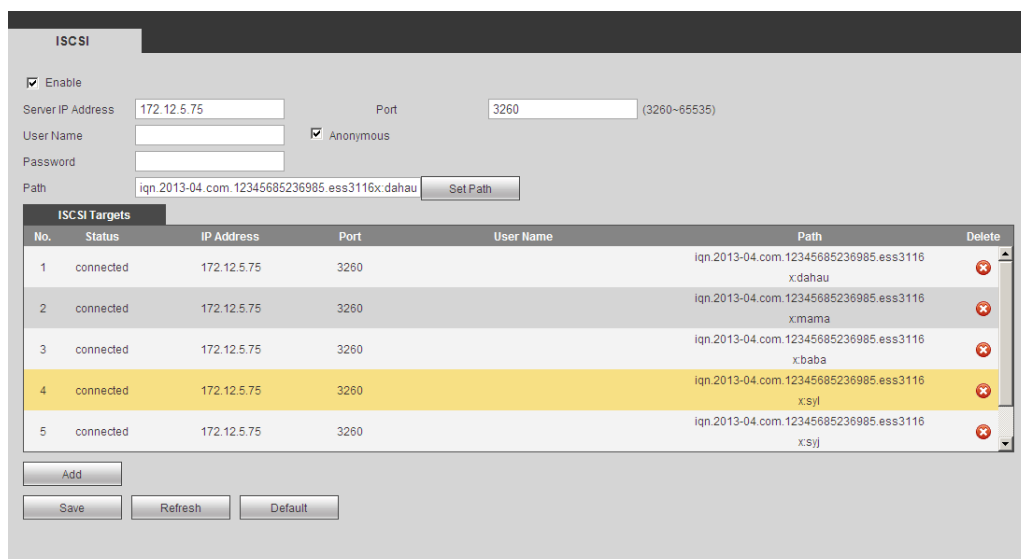 ISCSI
Enable
Server IP Address 172.12.5.75 Port 3260 (3260~65535)
User Name Anonymous
Password
Path iqn.2013-04.com.12345685236985.ess3116x:dahau Set Path
ISCSI Targets
No. Status IP Address Port User Name Path Delete
1 connected 172.12.5.75 3260 iqn.2013-04.com.12345685236985.ess3116
x:dahau
2 connected 172.12.5.75 3260 iqn.2013-04.com.12345685236985.ess3116
x:mama
3 connected 172.12.5.75 3260 iqn.2013-04.com.12345685236985.ess3116
x:baba
4 connected 172.12.5.75 3260 iqn.2013-04.com.12345685236985.ess3116
x:syl
5 connected 172.12.5.75 3260 iqn.2013-04.com.12345685236985.ess3116
x:syj
Add
Save Refresh Default